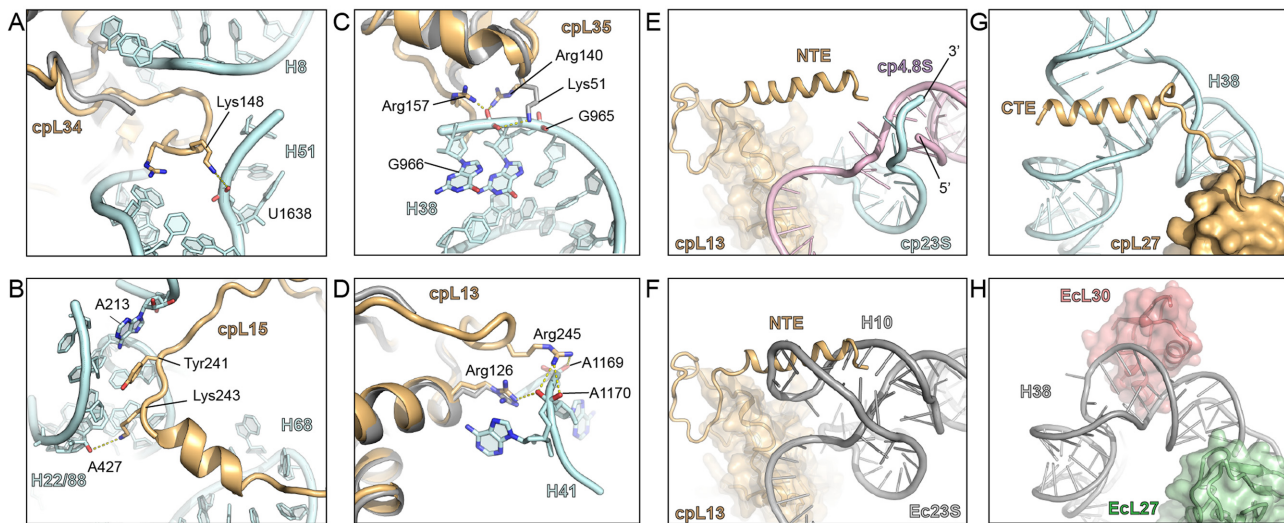 A
H8
Lys148
cpL34
H51
U1638
B
A213
cpL15
Tyr241
Lys243
H68
A427
H22/88
C
cpL35
Arg140
Lys51
Arg157
G965
G966
H38
D
cpL13
Arg245
A1169
Arg126
A1170
H41
E
3’
NTE
cp4.8S
5’
cpL13
cp23S
F
NTE
H10
cpL13
Ec23S
G
H38
CTE
cpL27
H
EcL30
H38
EcL27